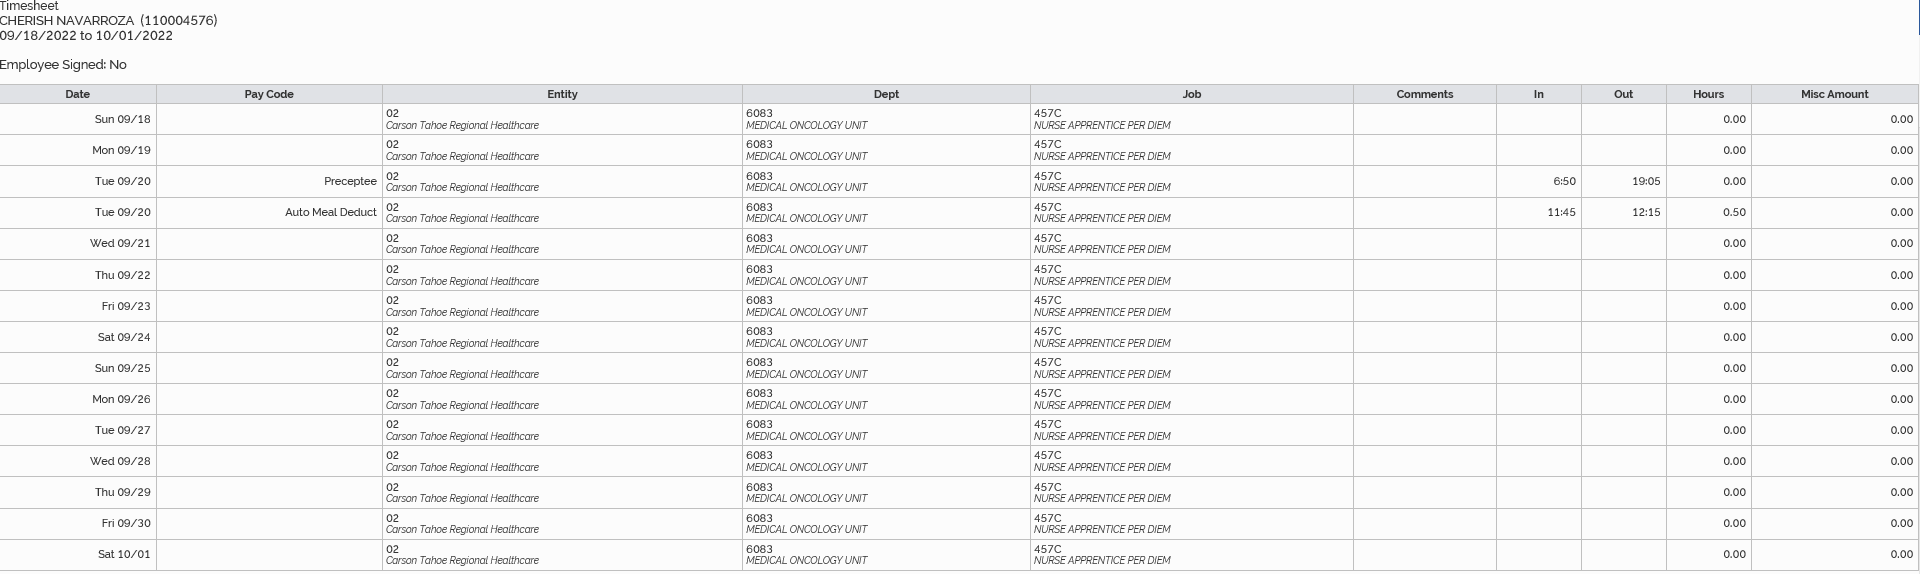 Timesheet
CHERISH NAVARROZA (110004576)
09/18/2022 to 10/01/2022
Employee Signed: No
Date Pay Code Entity Dept Job Comments In Out Hours Misc Amount
Sun 09/18 02 6083 457C 0.00 0.00
Carson Tahoe Regional Healthcare MEDICAL ONCOLOGY UNIT NURSE APPRENTICE PER DIEM
Mon 09/19 02 6083 457C 0.00 0.00
Carson Tahoe Regional Healthcare MEDICAL ONCOLOGY UNIT NURSE APPRENTICE PER DIEM
Tue 09/20 Preceptee 02 6083 457C 6:50 19:05 0.00 0.00
Carson Tahoe Regional Healthcare MEDICAL ONCOLOGY UNIT NURSE APPRENTICE PER DIEM
Tue 09/20 Auto Meal Deduct 02 6083 457C 11:45 12:15 0.50 0.00
Carson Tahoe Regional Healthcare MEDICAL ONCOLOGY UNIT NURSE APPRENTICE PER DIEM
Wed 09/21 02 6083 457C 0.00 0.00
Carson Tahoe Regional Healthcare MEDICAL ONCOLOGY UNIT NURSE APPRENTICE PER DIEM
Thu 09/22 02 6083 457C 0.00 0.00
Carson Tahoe Regional Healthcare MEDICAL ONCOLOGY UNIT NURSE APPRENTICE PER DIEM
Fri 09/23 02 6083 457C 0.00 0.00
Carson Tahoe Regional Healthcare MEDICAL ONCOLOGY UNIT NURSE APPRENTICE PER DIEM
Sat 09/24 02 6083 457C 0.00 0.00
Carson Tahoe Regional Healthcare MEDICAL ONCOLOGY UNIT NURSE APPRENTICE PER DIEM
Sun 09/25 02 6083 457C 0.00 0.00
Carson Tahoe Regional Healthcare MEDICAL ONCOLOGY UNIT NURSE APPRENTICE PER DIEM
Mon 09/26 02 6083 457C 0.00 0.00
Carson Tahoe Regional Healthcare MEDICAL ONCOLOGY UNIT NURSE APPRENTICE PER DIEM
Tue 09/27 02 6083 457C 0.00 0.00
Carson Tahoe Regional Healthcare MEDICAL ONCOLOGY UNIT NURSE APPRENTICE PER DIEM
Wed 09/28 02 6083 457C 0.00 0.00
Carson Tahoe Regional Healthcare MEDICAL ONCOLOGY UNIT NURSE APPRENTICE PER DIEM
Thu 09/29 02 6083 457C 0.00 0.00
Carson Tahoe Regional Healthcare MEDICAL ONCOLOGY UNIT NURSE APPRENTICE PER DIEM
Fri 09/30 02 6083 457C 0.00 0.00
Carson Tahoe Regional Healthcare MEDICAL ONCOLOGY UNIT NURSE APPRENTICE PER DIEM
Sat 10/01 02 6083 457C 0.00 0.00
Carson Tahoe Regional Healthcare MEDICAL ONCOLOGY UNIT NURSE APPRENTICE PER DIEM